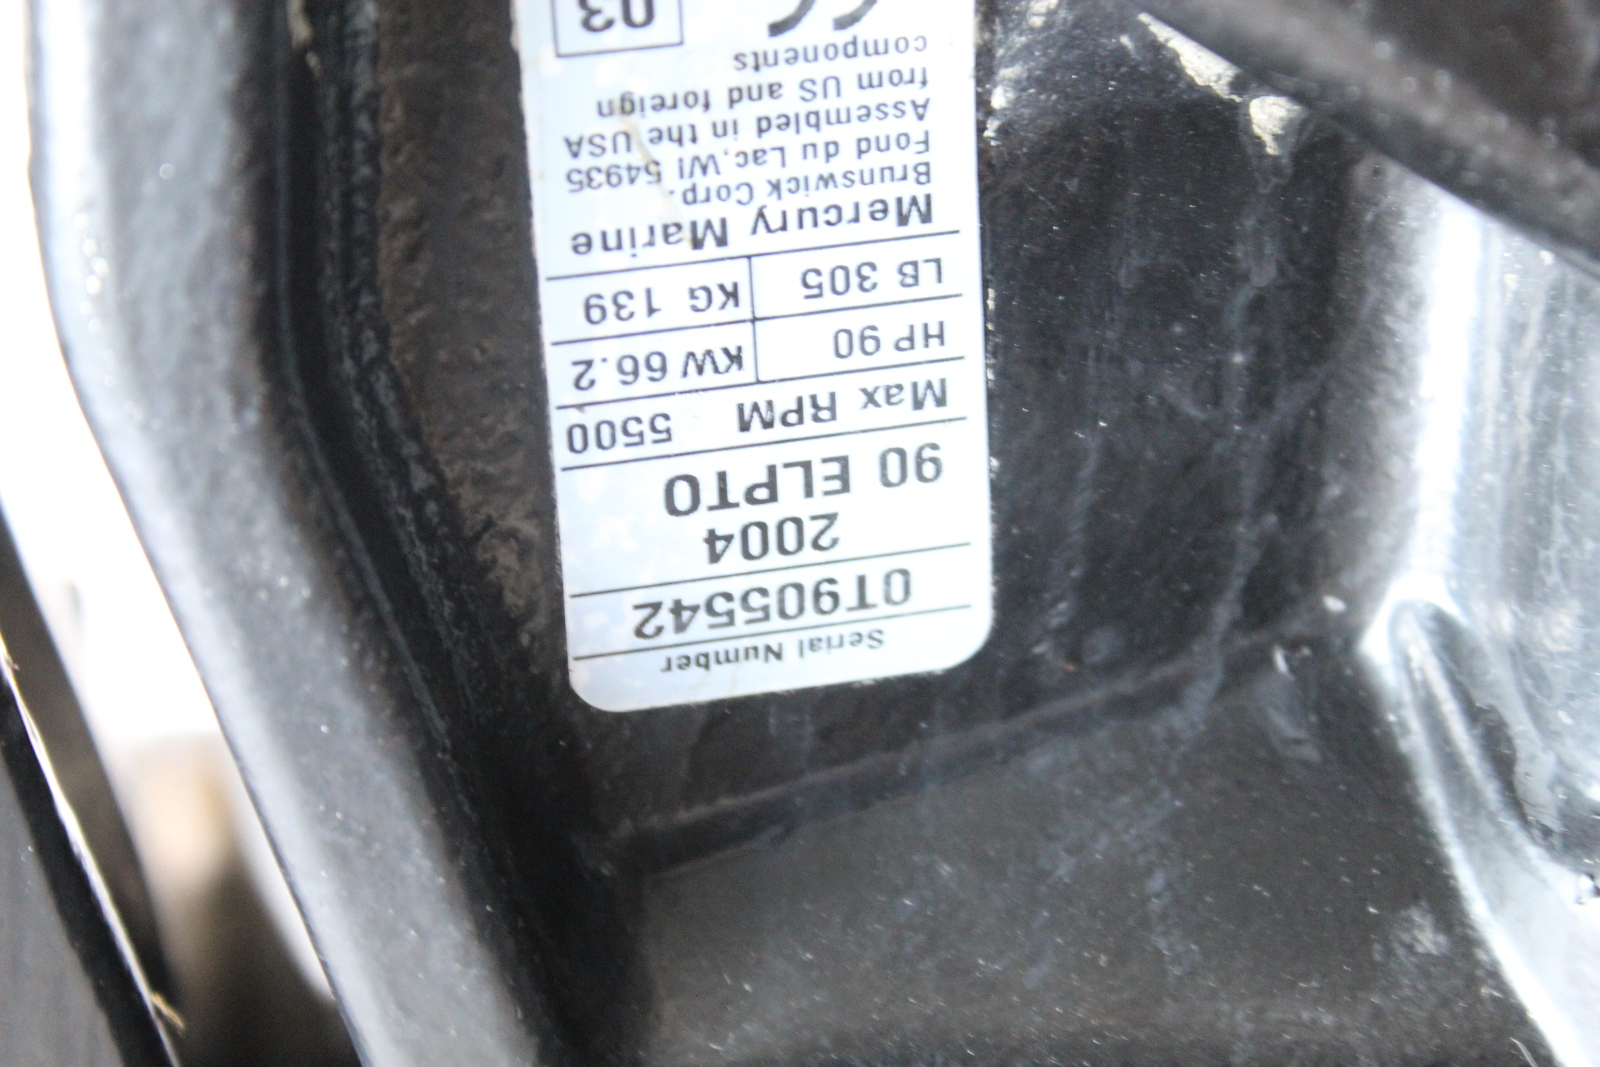 Serial Number
0T905542
2004
90 ELPTO
Max RPM 5500
HP 90 KW 66.2
LB 305 KG 139
Mercury Marine
Brunswick Corp.
Fond du Lac, WI 54935
Assembled in the USA
from US and foreign
components
03 CE